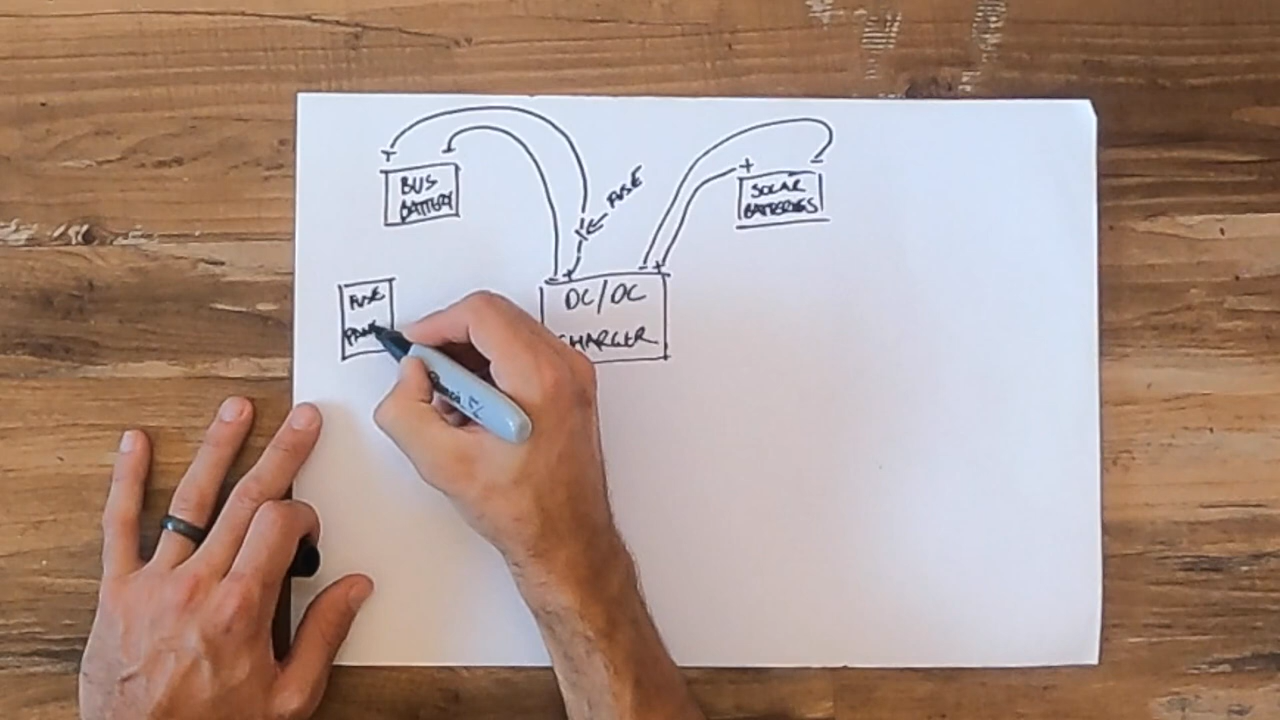 +
BUS
BATTERY
FUSE
+ -
SOLAR
BATTERIES
- + - +
DC/DC
CHARGER
FUSE